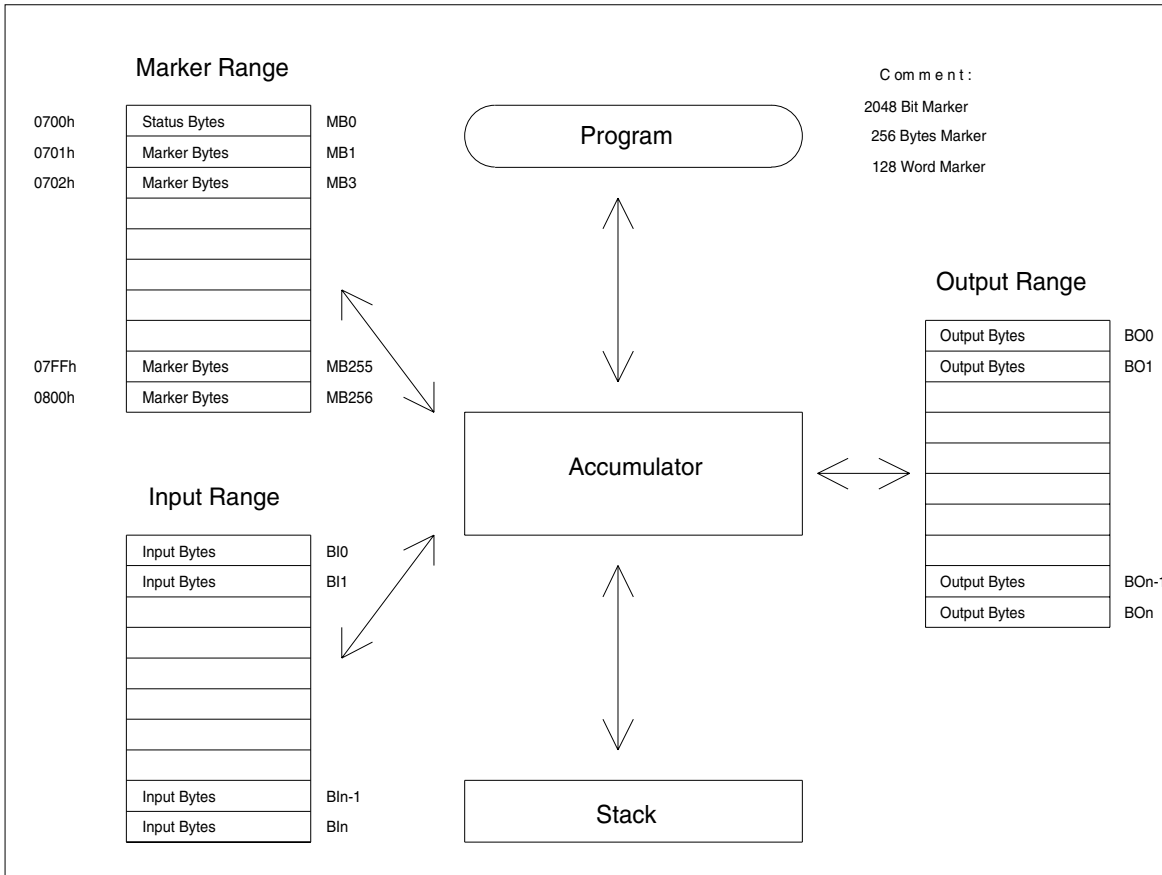 Marker Range
0700h Status Bytes MB0
0701h Marker Bytes MB1
0702h Marker Bytes MB3
07FFh Marker Bytes MB255
0800h Marker Bytes MB256
Program
Comment:
2048 Bit Marker
256 Bytes Marker
128 Word Marker
Output Range
Output Bytes BO0
Output Bytes BO1
Output Bytes BOn-1
Output Bytes BOn
Accumulator
Input Range
Input Bytes BI0
Input Bytes BI1
Input Bytes BIn-1
Input Bytes BIn
Stack